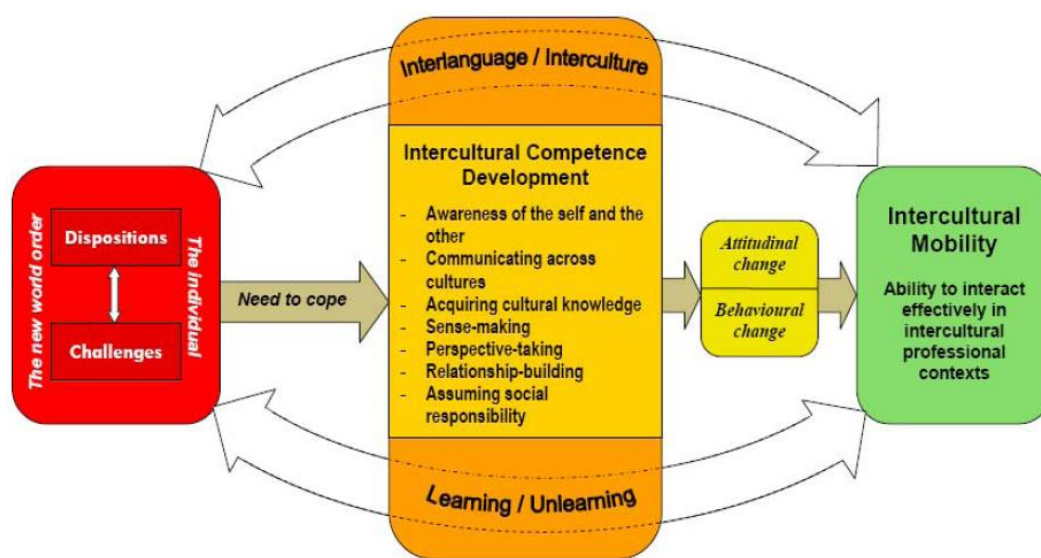 Interlanguage / Interculture
The new world order
Dispositions
Challenges
The individual
Need to cope
Intercultural Competence
Development
- Awareness of the self and the
other
- Communicating across
cultures
- Acquiring cultural knowledge
- Sense-making
- Perspective-taking
- Relationship-building
- Assuming social
responsibility
Attitudinal
change
Behavioural
change
Intercultural
Mobility
Ability to interact
effectively in
intercultural
professional
contexts
Learning / Unlearning